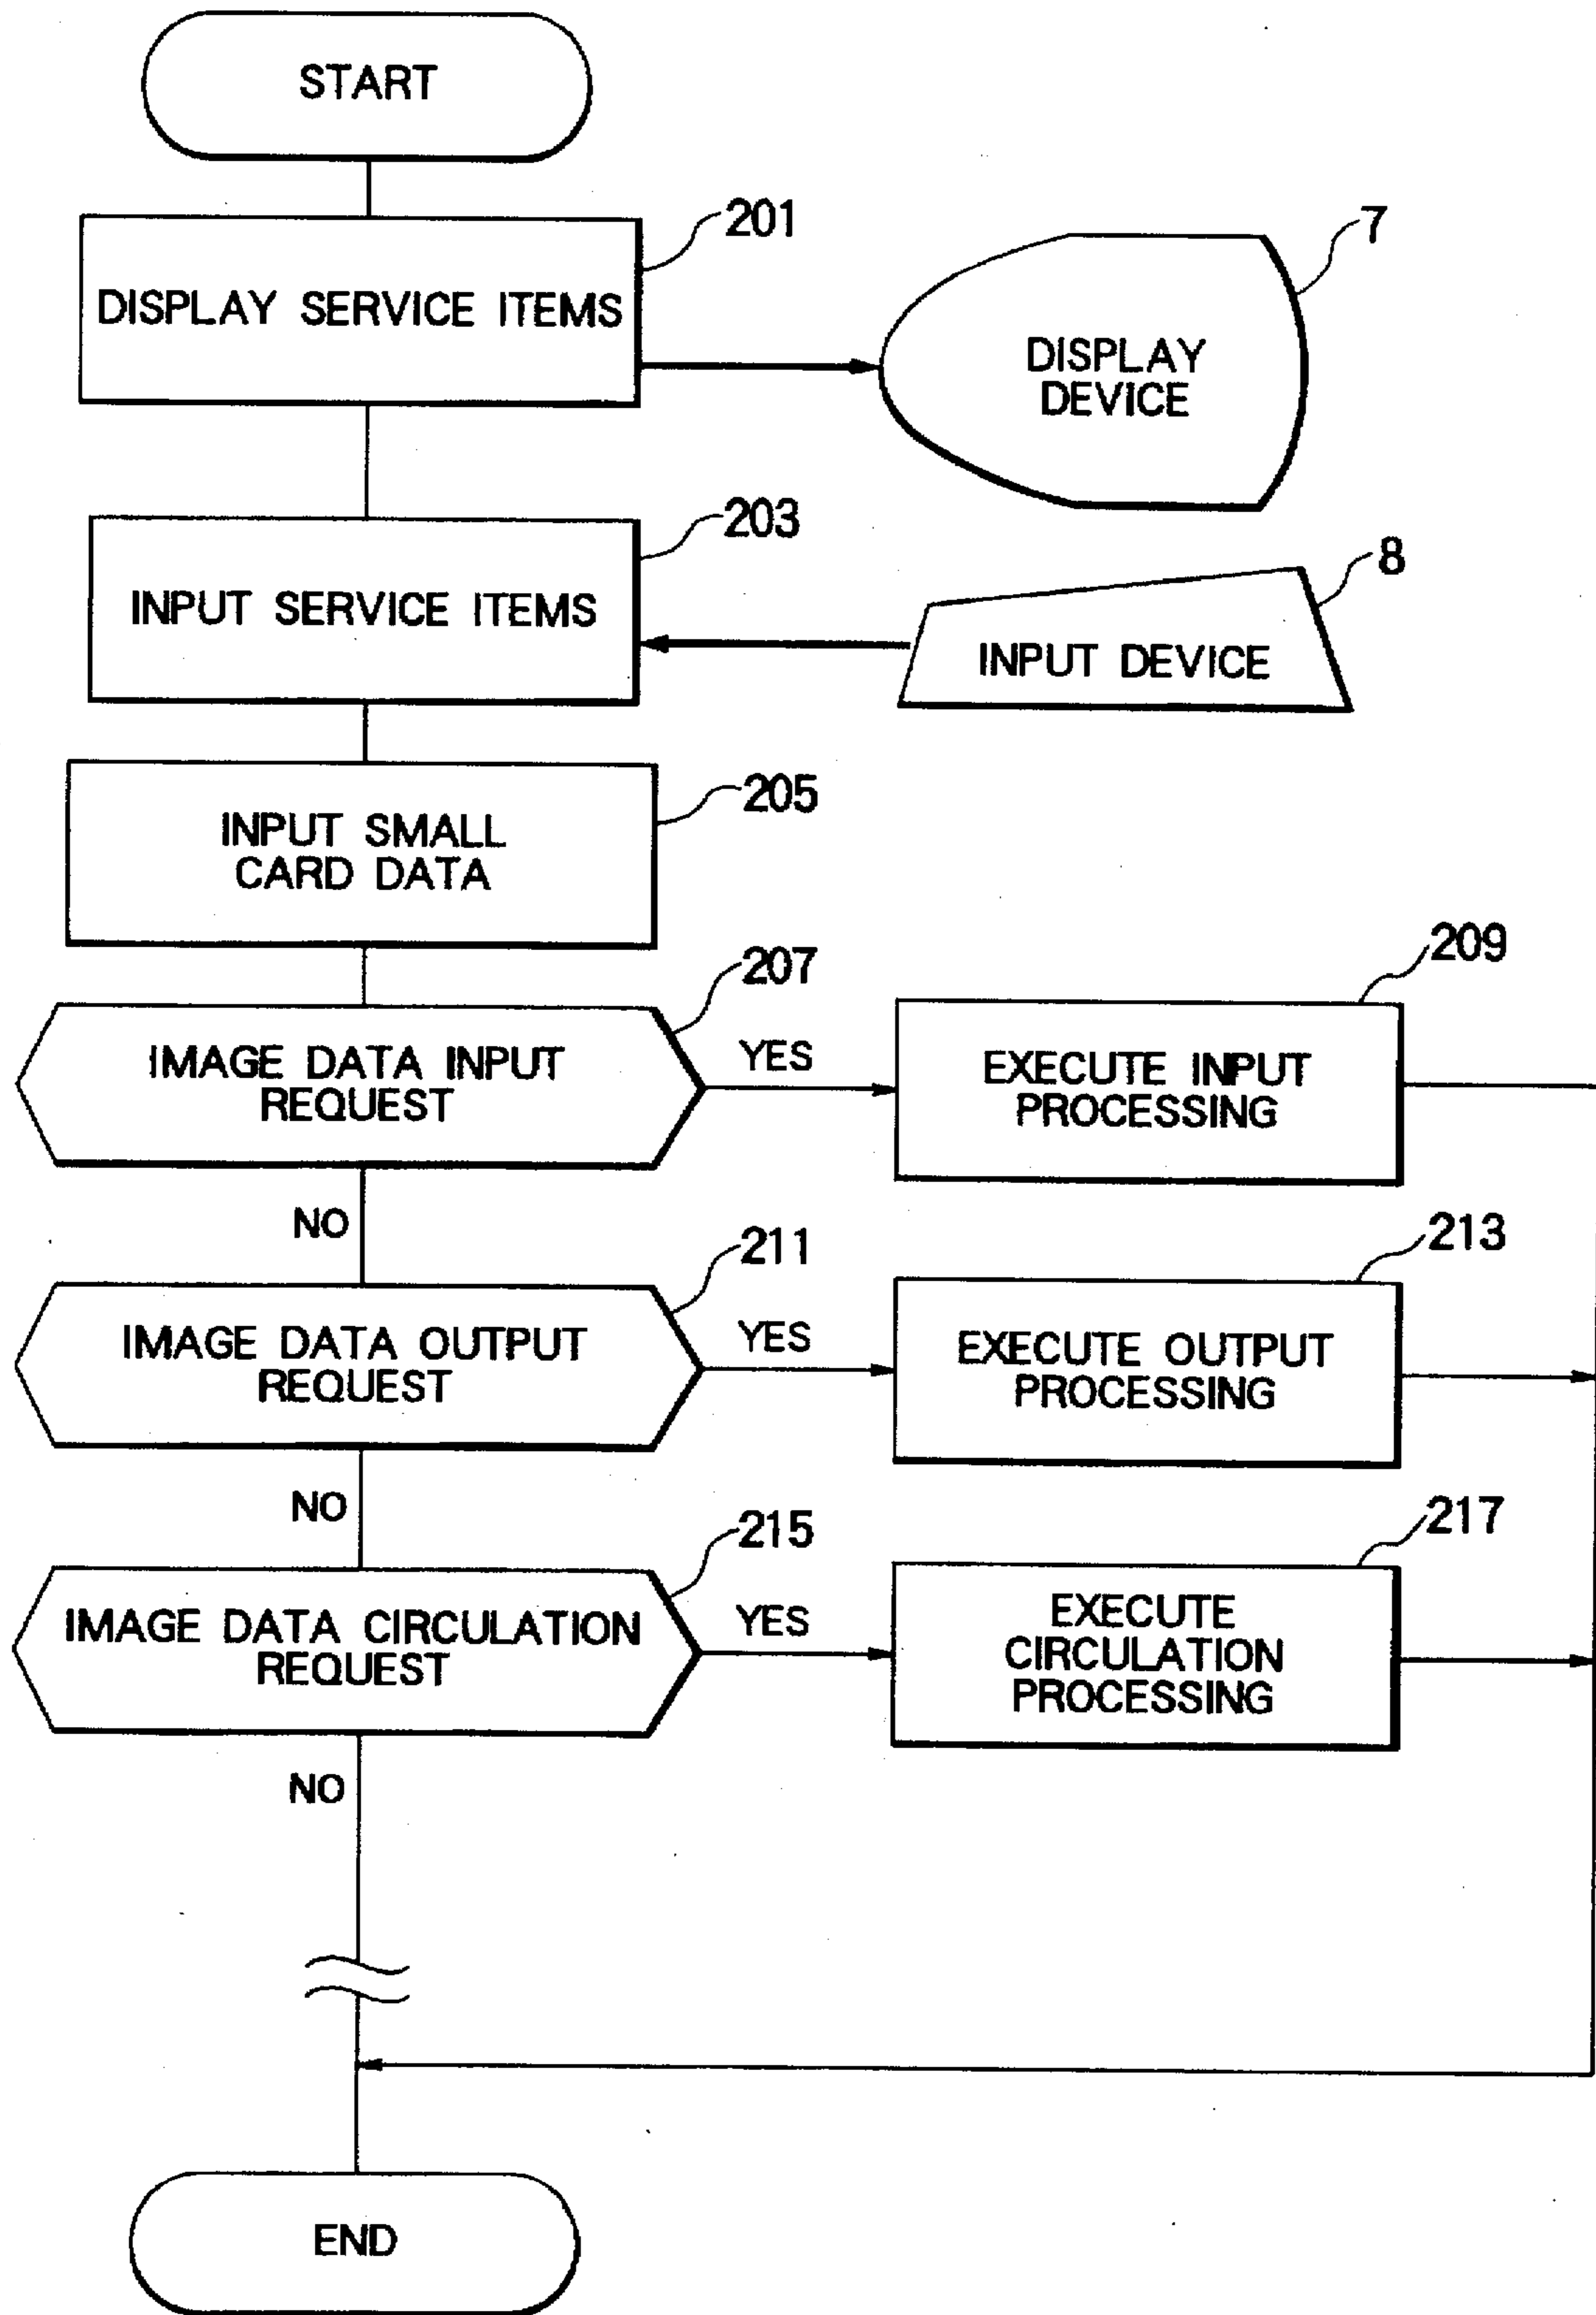 START
201
DISPLAY SERVICE ITEMS
7
DISPLAY
DEVICE
203
INPUT SERVICE ITEMS
8
INPUT DEVICE
205
INPUT SMALL
CARD DATA
207
IMAGE DATA INPUT
REQUEST
YES
209
EXECUTE INPUT
PROCESSING
NO
211
IMAGE DATA OUTPUT
REQUEST
YES
213
EXECUTE OUTPUT
PROCESSING
NO
215
IMAGE DATA CIRCULATION
REQUEST
YES
217
EXECUTE
CIRCULATION
PROCESSING
NO
END